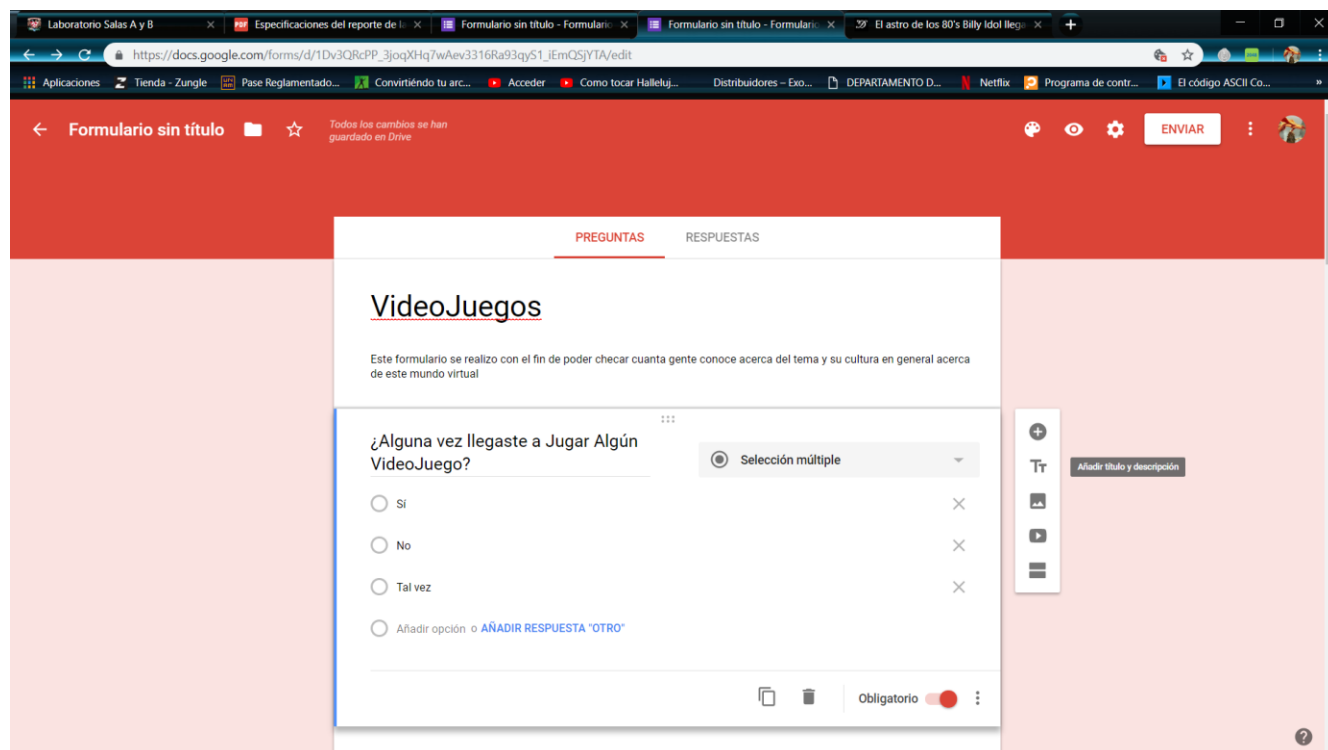 Laboratorio Salas A y B
Especificaciones del reporte de la
Formulario sin título - Formulario
Formulario sin título - Formulario
El astro de los 80's Billy Idol llega
https://docs.google.com/forms/d/1Dv3QRcPP_3joqXHq7wAev3316Ra93qyS1_iEmQSjYTA/edit
Aplicaciones
Tienda - Zungle
Pase Reglamentado...
Convirtiéndo tu arc...
Acceder
Como tocar Halleluj...
Distribuidores – Exo...
DEPARTAMENTO D...
Netflix
Programa de contr...
El código ASCII Co...
»
Formulario sin título
Todos los cambios se han
guardado en Drive
ENVIAR
PREGUNTAS RESPUESTAS
VideoJuegos
Este formulario se realizo con el fin de poder checar cuanta gente conoce acerca del tema y su cultura en general acerca
de este mundo virtual
¿Alguna vez llegaste a Jugar Algún
VideoJuego?
Selección múltiple
Sí
No
Tal vez
Añadir opción o AÑADIR RESPUESTA "OTRO"
Obligatorio
Tt
Añadir título y descripción